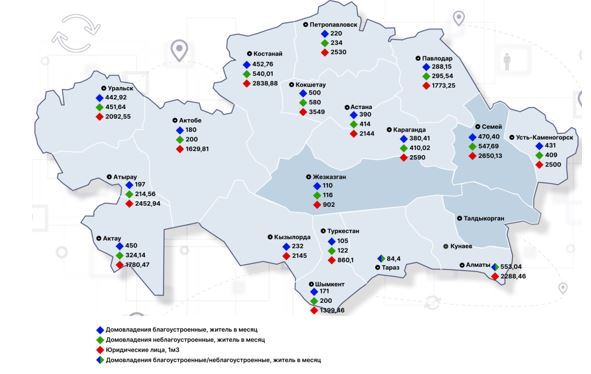 Петропавловск
220
234
2530
Костанай
452,76
540,01
2838,88
Павлодар
288,15
295,54
1773,25
Кокшетау
500
580
3549
Уральск
442,92
451,64
2092,55
Астана
390
414
2144
Актобе
180
200
1629,81
Караганда
380,41
410,02
2590
Семей
470,40
547,69
2650,13
Усть-Каменогорск
431
409
2500
Атырау
197
214,56
2452,94
Жезказган
110
116
902
Талдыкорган
Актау
450
324,14
1780,47
Кызылорда
232
2145
Туркестан
105
122
860,1
Кунаев
84,4
Тараз
Алматы
553,04
2288,46
Шымкент
171
200
1399,86
Домовладения благоустроенные, житель в месяц
Домовладения неблагоустроенные, житель в месяц
Юридические лица, 1м3
Домовладения благоустроенные/неблагоустроенные, житель в месяц